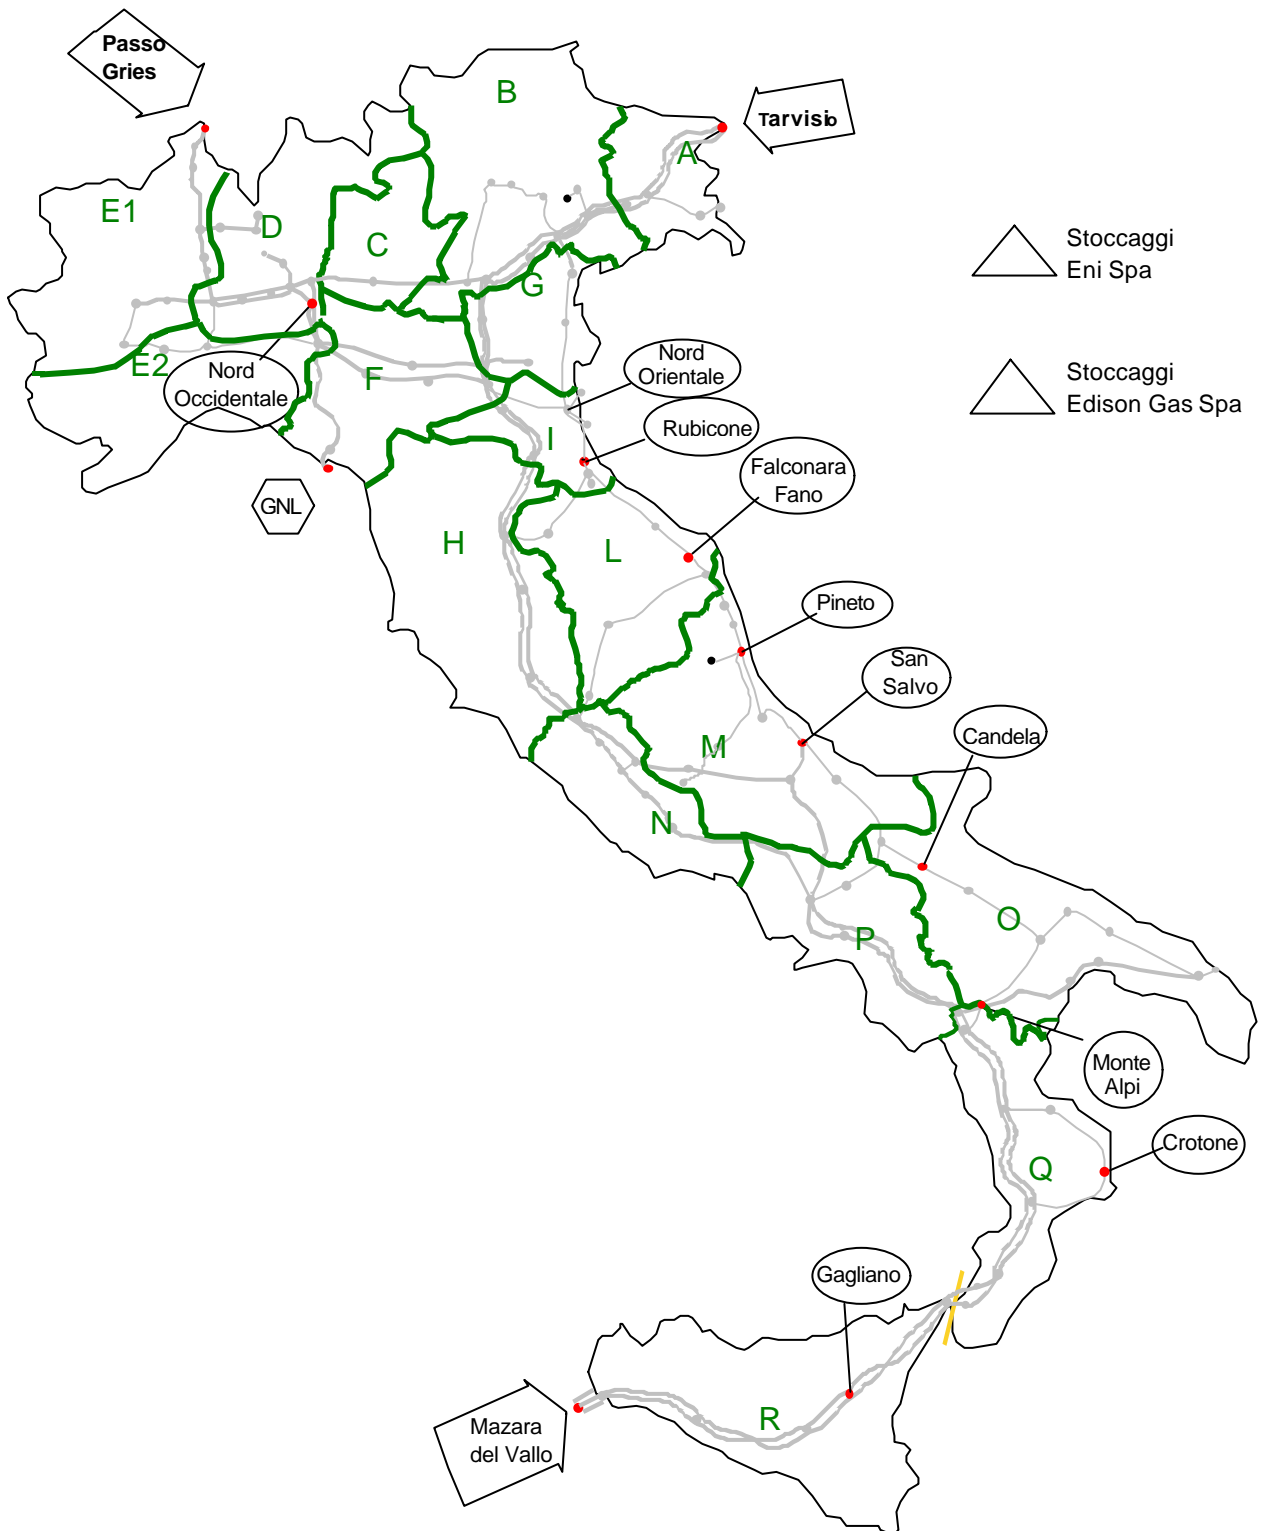 Passo
Gries
B
Tarvisio
A
E1
D
C
Stoccaggi
Eni Spa
G
E2
Nord
Occidentale
F
Nord
Orientale
Stoccaggi
Edison Gas Spa
I
Rubicone
Falconara
Fano
GNL
H
L
Pineto
San
Salvo
M
Candela
N
O
P
Monte
Alpi
Q
Crotone
Gagliano
R
Mazara
del Vallo